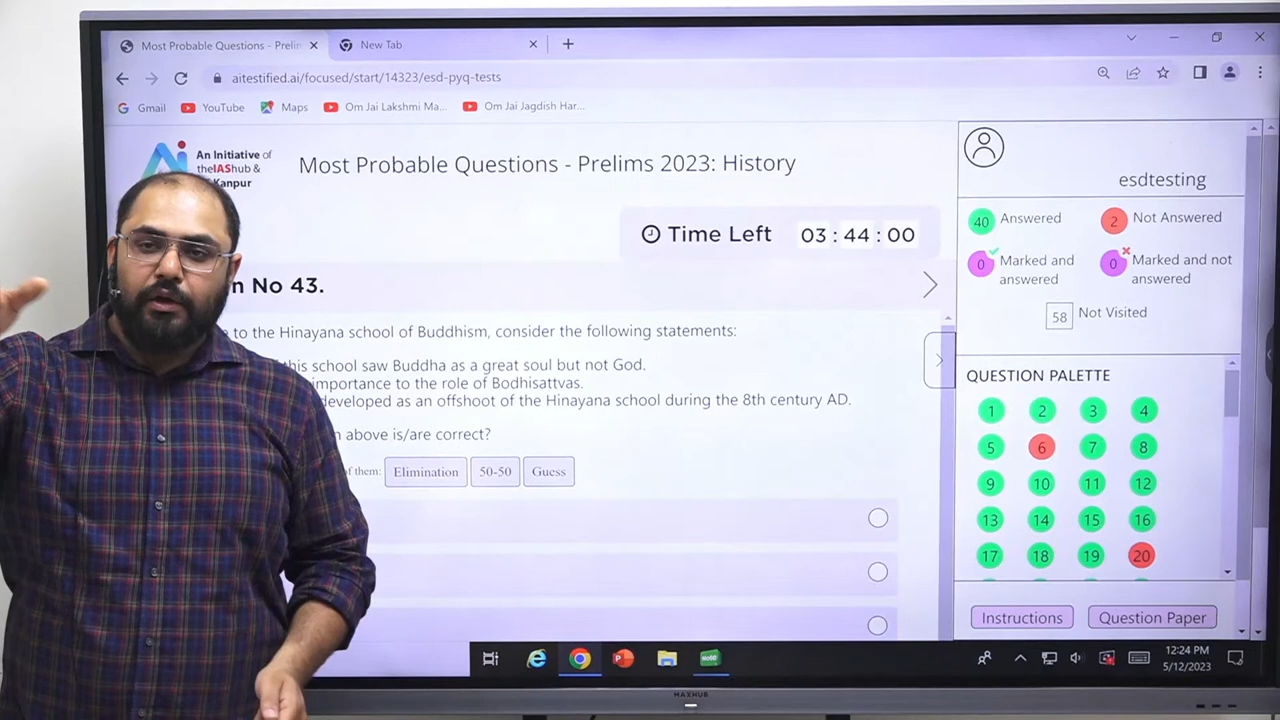 Most Probable Questions - Prelin
New Tab
aitestified.ai/focused/start/14323/esd-pyq-tests
Gmail
YouTube
Maps
Om Jai Lakshmi Ma...
Om Jai Jagdish Har...
An Initiative of
theIAShub &
Kanpur
Most Probable Questions - Prelims 2023: History
esdtesting
Time Left 03 : 44 : 00
40 Answered
2 Not Answered
0 Marked and answered
0 Marked and not answered
58 Not Visited
n No 43.
to the Hinayana school of Buddhism, consider the following statements:
this school saw Buddha as a great soul but not God.
importance to the role of Bodhisattvas.
developed as an offshoot of the Hinayana school during the 8th century AD.
above is/are correct?
of them: Elimination 50-50 Guess
QUESTION PALETTE
1 2 3 4
5 6 7 8
9 10 11 12
13 14 15 16
17 18 19 20
Instructions Question Paper
12:24 PM
5/12/2023
MAXHUB